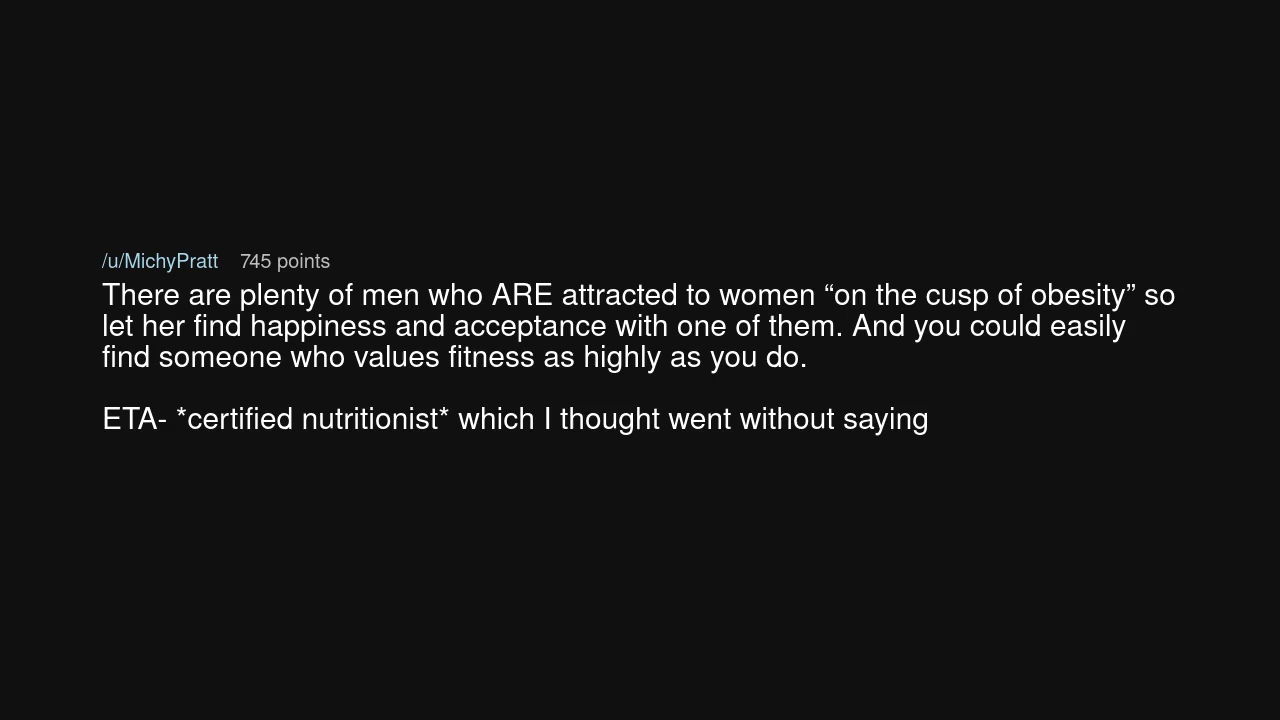 /u/MichyPratt 745 points
There are plenty of men who ARE attracted to women “on the cusp of obesity” so
let her find happiness and acceptance with one of them. And you could easily
find someone who values fitness as highly as you do.
ETA- *certified nutritionist* which I thought went without saying